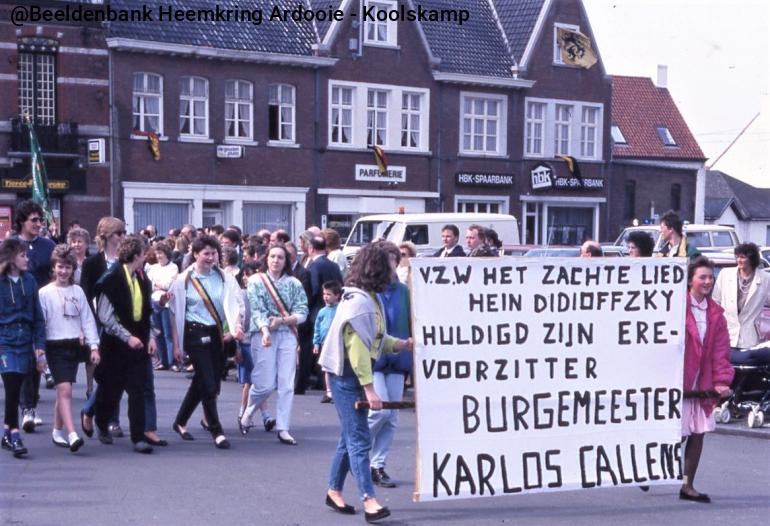 @Beeldenbank Heemkring Ardooie - Koolskamp
PARFUMERIE
HBK-SPAARBANK
hbk
HBK-SPAARBANK
V.Z.W HET ZACHTE LIED
HEIN DIDIOFFZKY
HULDIGD ZIJN ERE-
VOORZITTER
BURGEMEESTER
KARLOS CALLENS